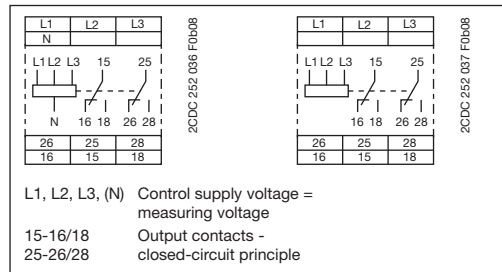 L1 L2 L3
N
L1 L2 L3 15 25
N 16 18 26 28
26 25 28
16 15 18
2CDC 252 036 F0b08
L1 L2 L3
L1 L2 L3 15 25
16 18 26 28
26 25 28
16 15 18
2CDC 252 037 F0b08
L1, L2, L3, (N) Control supply voltage =
measuring voltage
15-16/18 Output contacts -
25-26/28 closed-circuit principle